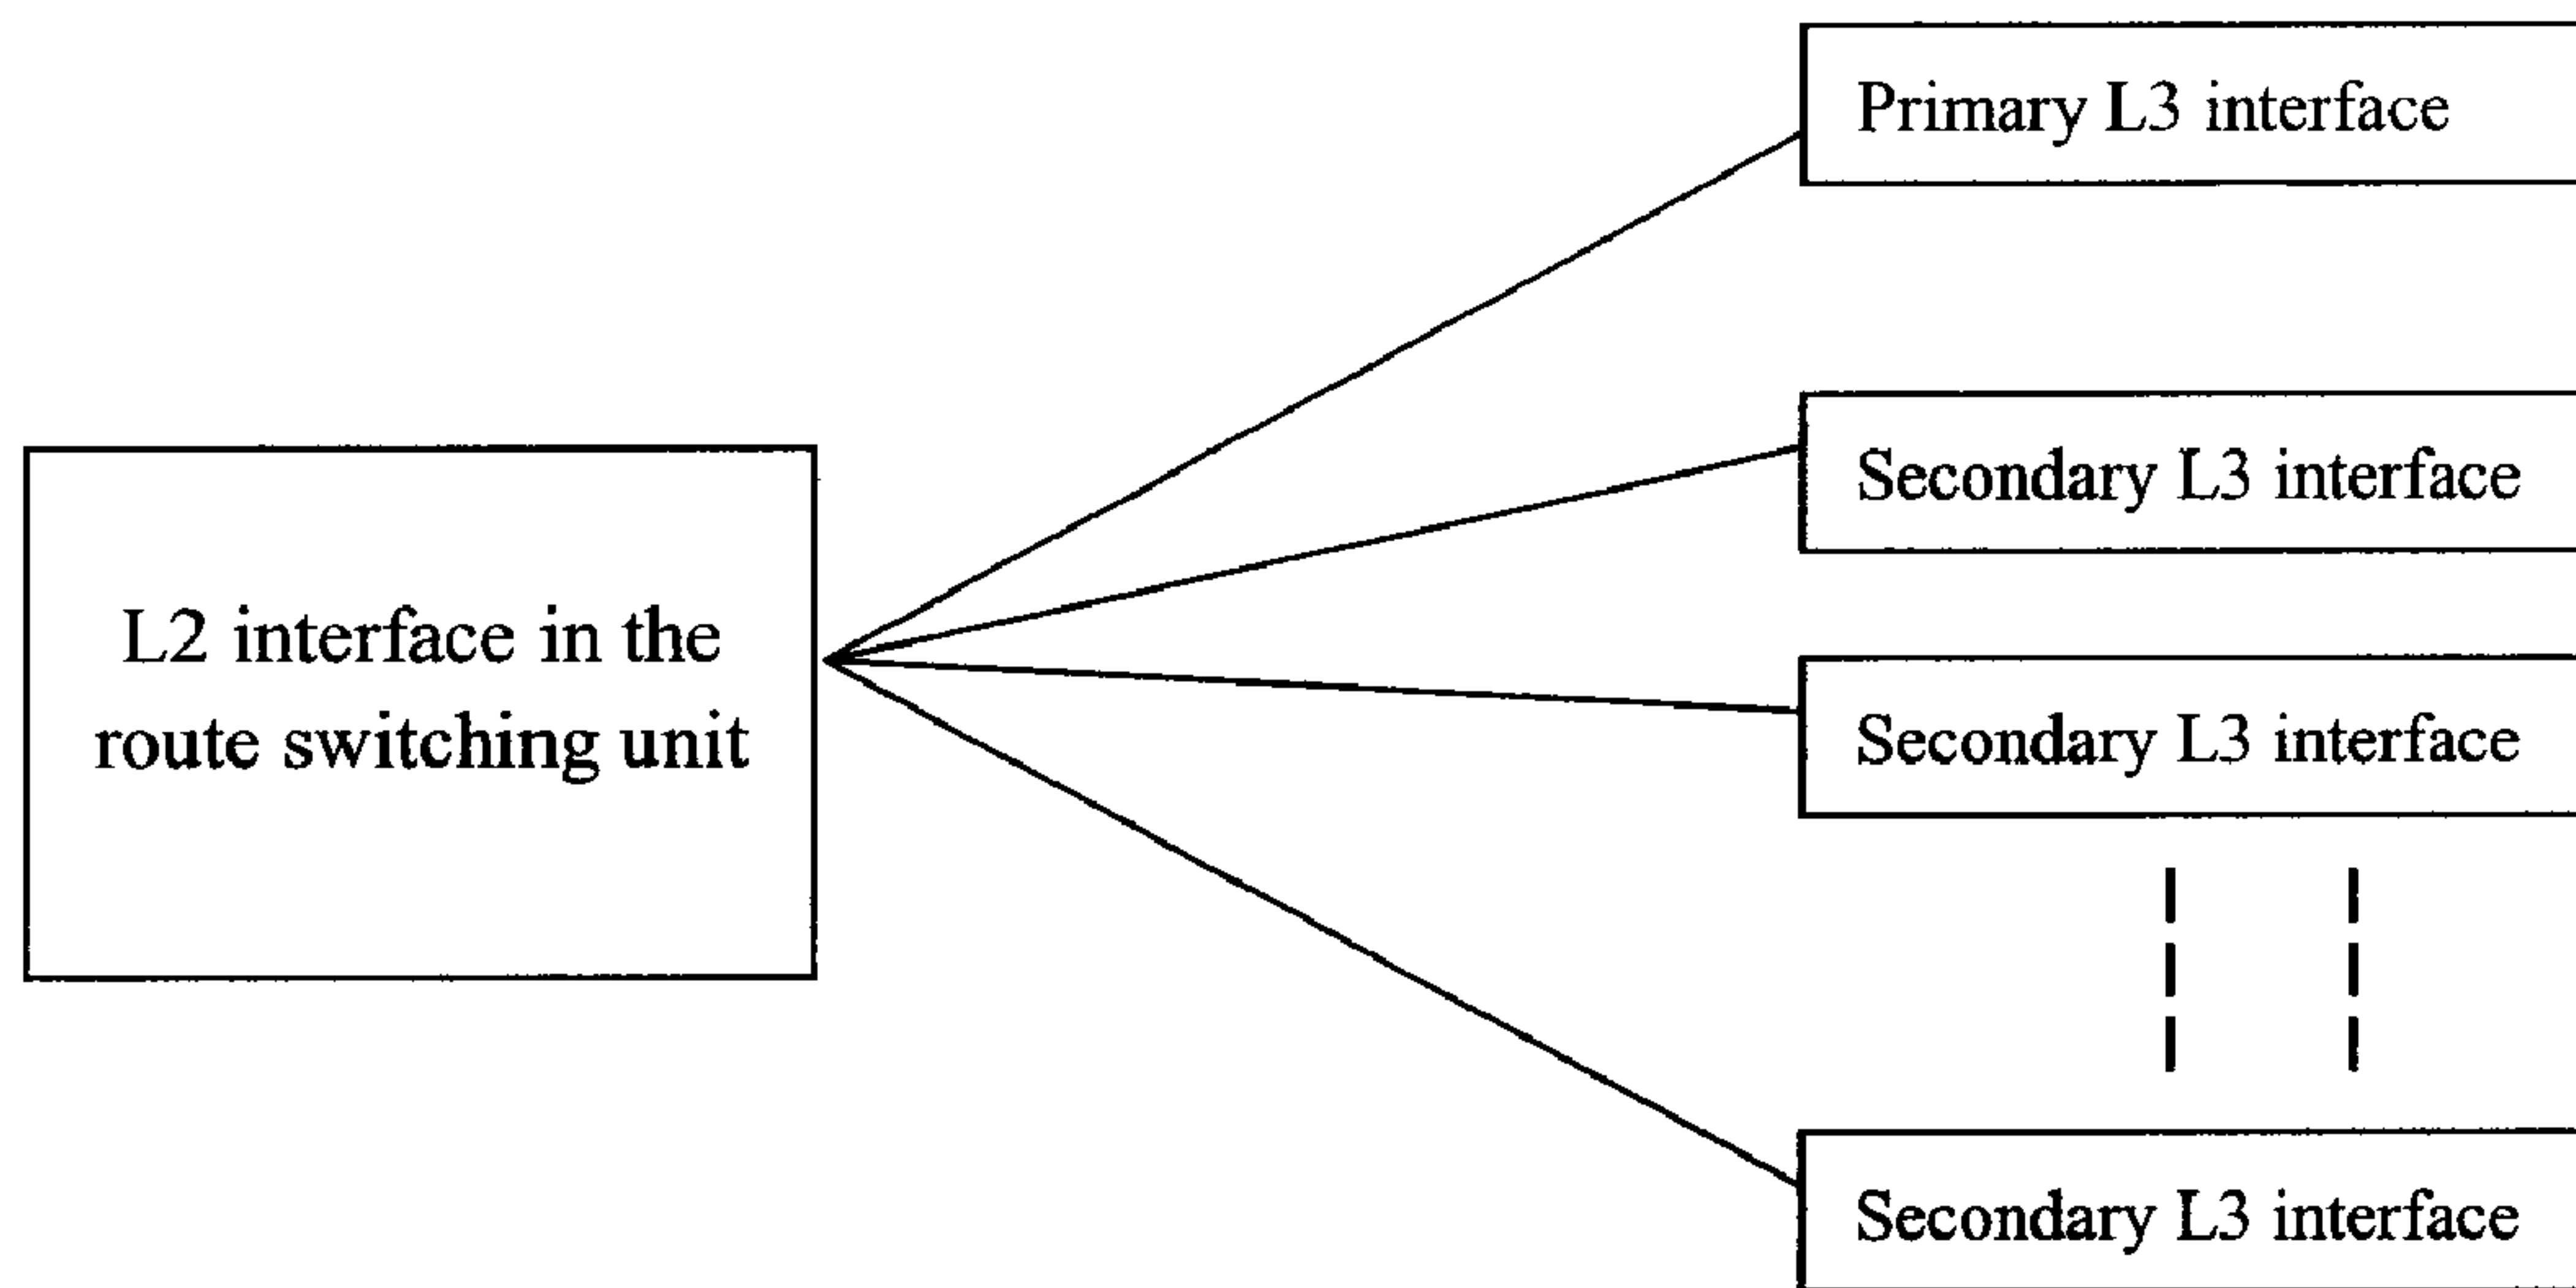 Primary L3 interface
Secondary L3 interface
L2 interface in the
route switching unit
Secondary L3 interface
Secondary L3 interface